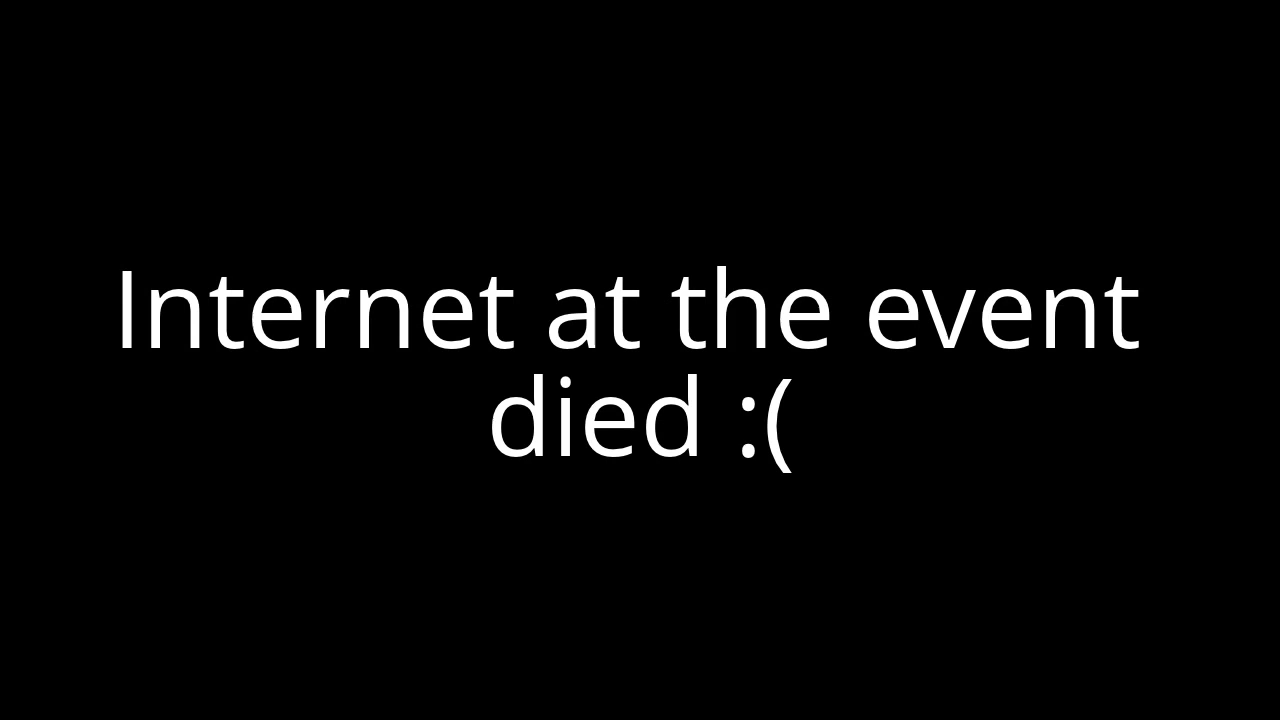 Internet at the event
died :(